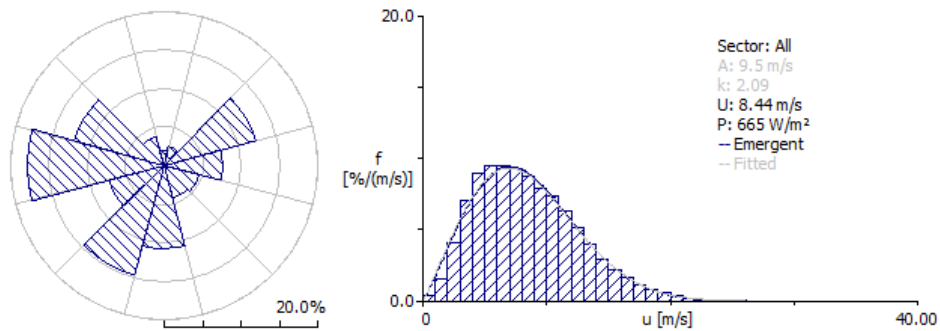 20.0%
20.0
f
[%/(m/s)]
0.0
0
u [m/s]
40.00
Sector: All
A: 9.5 m/s
k: 2.09
U: 8.44 m/s
P: 665 W/m²
-- Emergent
-- Fitted